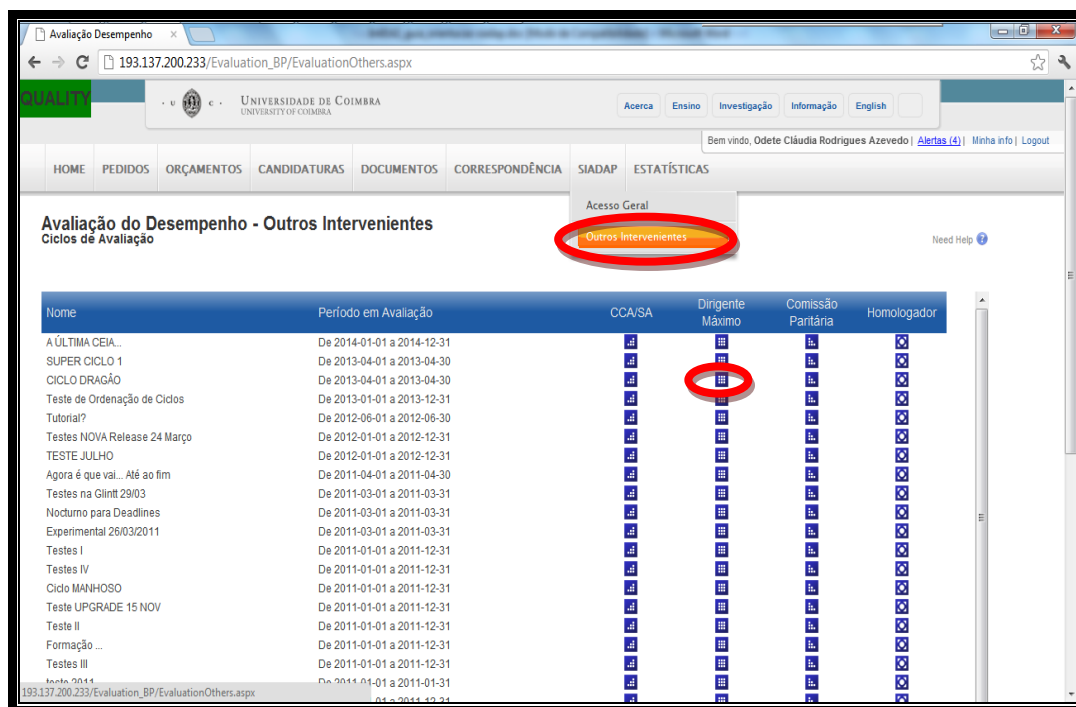 Avaliação Desempenho
193.137.200.233/Evaluation_BP/EvaluationOthers.aspx
QUALITY
· U C · UNIVERSIDADE DE COIMBRA
UNIVERSITY OF COIMBRA
Acerca Ensino Investigação Informação English
Bem vindo, Odete Cláudia Rodrigues Azevedo | Alertas (4) | Minha info | Logout
HOME PEDIDOS ORÇAMENTOS CANDIDATURAS DOCUMENTOS CORRESPONDÊNCIA SIADAP ESTATÍSTICAS
Acesso Geral
Outros Intervenientes
Avaliação do Desempenho - Outros Intervenientes
Ciclos de Avaliação
Need Help ?
Nome Período em Avaliação CCA/SA Dirigente Máximo Comissão Paritária Homologador
A ÚLTIMA CEIA... De 2014-01-01 a 2014-12-31
SUPER CICLO 1 De 2013-04-01 a 2013-04-30
CICLO DRAGÃO De 2013-04-01 a 2013-04-30
Teste de Ordenação de Ciclos De 2013-01-01 a 2013-12-31
Tutorial? De 2012-06-01 a 2012-06-30
Testes NOVA Release 24 Março De 2012-01-01 a 2012-12-31
TESTE JULHO De 2012-01-01 a 2012-12-31
Agora é que vai... Até ao fim De 2011-04-01 a 2011-04-30
Testes na Glintt 29/03 De 2011-03-01 a 2011-03-31
Nocturno para Deadlines De 2011-03-01 a 2011-03-31
Experimental 26/03/2011 De 2011-03-01 a 2011-03-31
Testes I De 2011-01-01 a 2011-12-31
Testes IV De 2011-01-01 a 2011-12-31
Ciclo MANHOSO De 2011-01-01 a 2011-12-31
Teste UPGRADE 15 NOV De 2011-01-01 a 2011-12-31
Teste II De 2011-01-01 a 2011-12-31
Formação ... De 2011-01-01 a 2011-12-31
Testes III De 2011-01-01 a 2011-12-31
teste 2011 De 2011-01-01 a 2011-01-31
193.137.200.233/Evaluation_BP/EvaluationOthers.aspx
01 a 2011-12-31